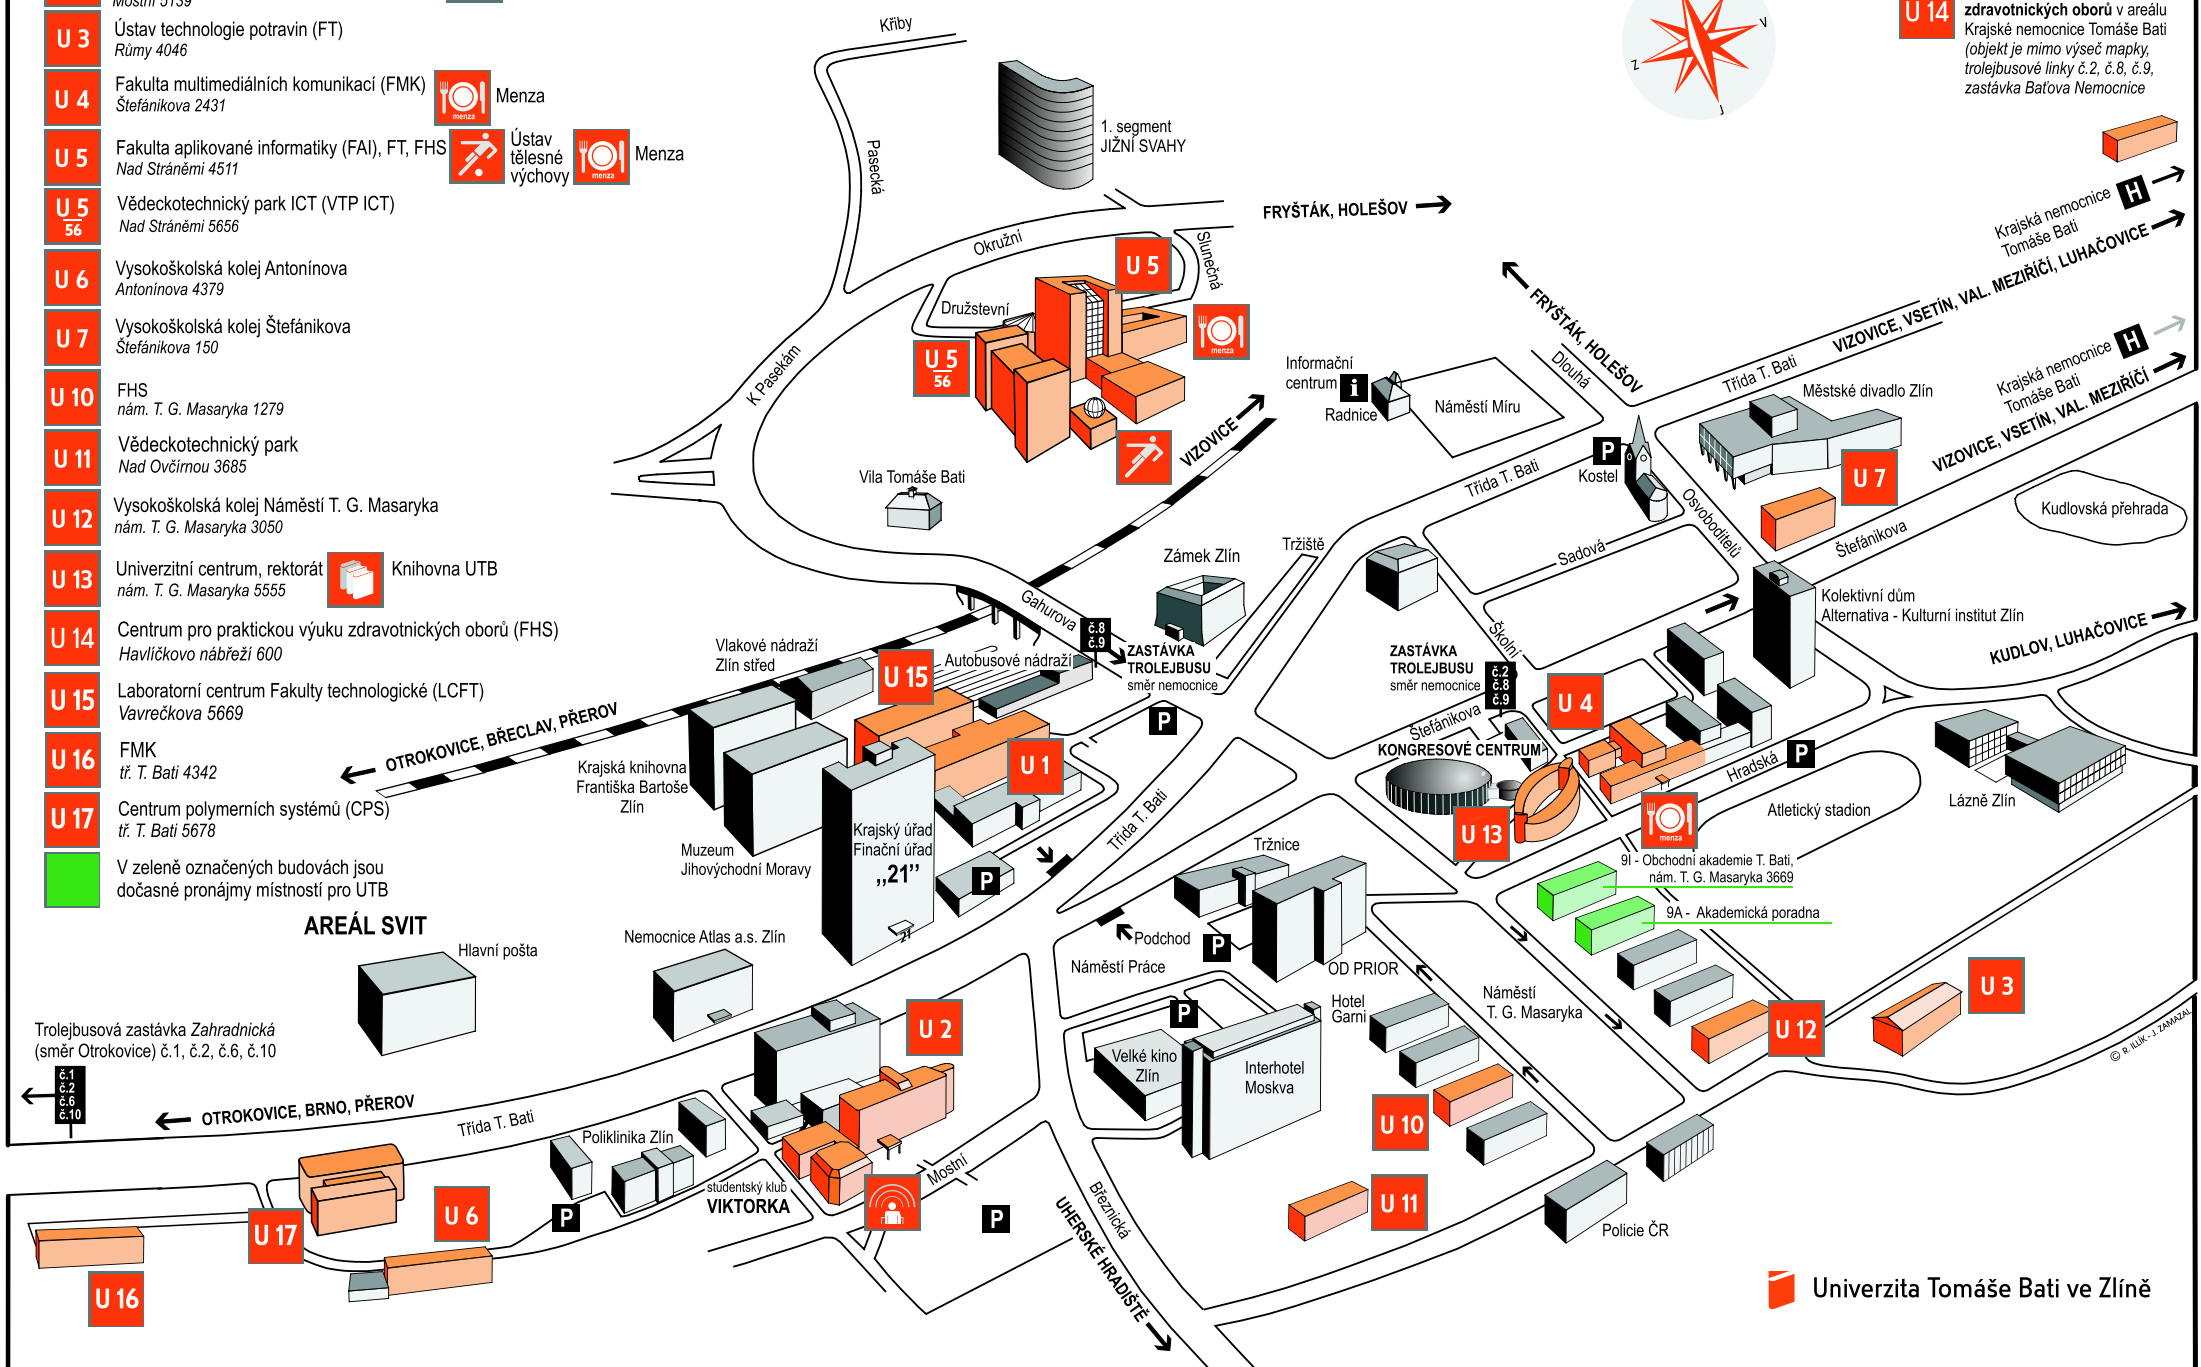 Mostní 5139
U 3
Ústav technologie potravin (FT)
Růmy 4046
U 4
Fakulta multimediálních komunikací (FMK)
Štefánikova 2431
menza
Menza
U 5
Fakulta aplikované informatiky (FAI), FT, FHS
Nad Stráněmi 4511
Ústav
tělesné
výchovy
menza
Menza
U 5
56
Vědeckotechnický park ICT (VTP ICT)
Nad Stráněmi 5656
U 6
Vysokoškolská kolej Antonínova
Antonínova 4379
U 7
Vysokoškolská kolej Štefánikova
Štefánikova 150
U 10
FHS
nám. T. G. Masaryka 1279
U 11
Vědeckotechnický park
Nad Ovčírnou 3685
U 12
Vysokoškolská kolej Náměstí T. G. Masaryka
nám. T. G. Masaryka 3050
U 13
Univerzitní centrum, rektorát
nám. T. G. Masaryka 5555
Knihovna UTB
U 14
Centrum pro praktickou výuku zdravotnických oborů (FHS)
Havlíčkovo nábřeží 600
U 15
Laboratorní centrum Fakulty technologické (LCFT)
Vavrečkova 5669
U 16
FMK
tř. T. Bati 4342
U 17
Centrum polymerních systémů (CPS)
tř. T. Bati 5678
V zeleně označených budovách jsou
dočasné pronájmy místností pro UTB
U 14
zdravotnických oborů v areálu
Krajské nemocnice Tomáše Bati
(objekt je mimo výseč mapky,
trolejbusové linky č.2, č.8, č.9,
zastávka Baťova Nemocnice
V
Z
J
Křiby
Pasecká
1. segment
JIŽNÍ SVAHY
FRYŠTÁK, HOLEŠOV
Okružní
Slunečná
U 5
Družstevní
menza
U 5
56
K Pasekám
VIZOVICE
Vila Tomáše Bati
Informační
centrum
i
Radnice
Náměstí Míru
FRYŠTÁK, HOLEŠOV
Dlouhá
Třída T. Bati
Krajská nemocnice
Tomáše Bati
H
VIZOVICE, VSETÍN, VAL. MEZIŘÍČÍ, LUHAČOVICE
Krajská nemocnice
Tomáše Bati
H
VIZOVICE, VSETÍN, VAL. MEZIŘÍČÍ
Městské divadlo Zlín
U 7
P
Kostel
Třída T. Bati
Osvoboditelů
Sadová
Štefánikova
Kudlovská přehrada
Tržiště
Zámek Zlín
Gahurova
č.8
č.9
ZASTÁVKA
TROLEJBUSU
směr nemocnice
Školní
ZASTÁVKA
TROLEJBUSU
směr nemocnice
č.2
č.8
č.9
Kolektivní dům
Alternativa - Kulturní institut Zlín
KUDLOV, LUHAČOVICE
Vlakové nádraží
Zlín střed
U 15
Autobusové nádraží
P
U 4
Štefánikova
KONGRESOVÉ CENTRUM
OTROKOVICE, BŘECLAV, PŘEROV
Krajská knihovna
Františka Bartoše
Zlín
U 1
Hradská
P
Lázně Zlín
Atletický stadion
menza
U 13
Krajský úřad
Finační úřad
„21”
Muzeum
Jihovýchodní Moravy
Třída T. Bati
P
Tržnice
9I - Obchodní akademie T. Bati,
nám. T. G. Masaryka 3669
9A - Akademická poradna
AREÁL SVIT
Hlavní pošta
Nemocnice Atlas a.s. Zlín
21
Podchod
P
Náměstí Práce
OD PRIOR
Hotel
Garni
Náměstí
T. G. Masaryka
U 3
U 12
© R. ILLÍK - J. ZAMAZAL
Trolejbusová zastávka Zahradnická
(směr Otrokovice) č.1, č.2, č.6, č.10
č.1
č.2
č.6
č.10
OTROKOVICE, BRNO, PŘEROV
Třída T. Bati
U 2
P
Velké kino
Zlín
Interhotel
Moskva
U 10
Poliklinika Zlín
studentský klub
VIKTORKA
Mostní
U 6
P
U 17
U 16
P
Březnická
UHERSKÉ HRADIŠTĚ
U 11
Policie ČR
Univerzita Tomáše Bati ve Zlíně